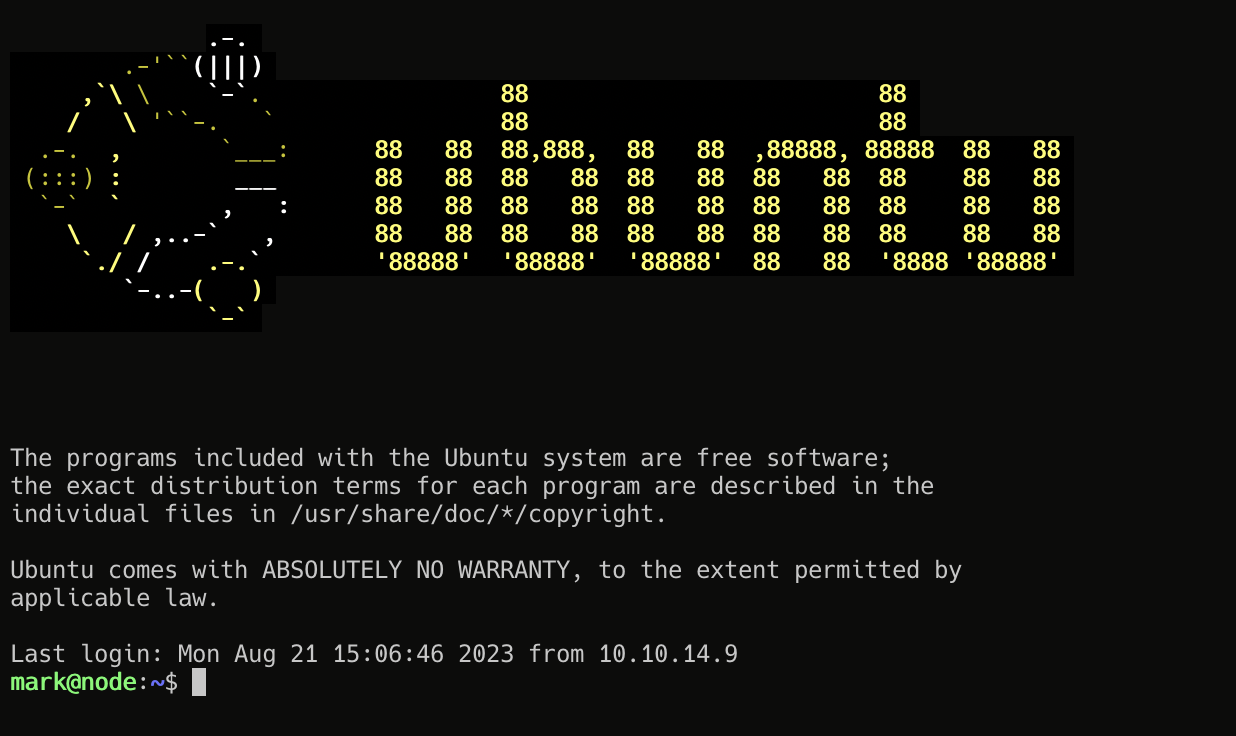 88                         88
                                     88                         88
88   88  88,888,  88   88  ,88888, 88888  88   88
88   88  88   88  88   88  88   88  88     88   88
88   88  88   88  88   88  88   88  88     88   88
88   88  88   88  88   88  88   88  88     88   88
'88888'  '88888'  '88888'  88   88  '8888 '88888'
The programs included with the Ubuntu system are free software;
the exact distribution terms for each program are described in the
individual files in /usr/share/doc/*/copyright.
Ubuntu comes with ABSOLUTELY NO WARRANTY, to the extent permitted by
applicable law.
Last login: Mon Aug 21 15:06:46 2023 from 10.10.14.9
mark@node:~$